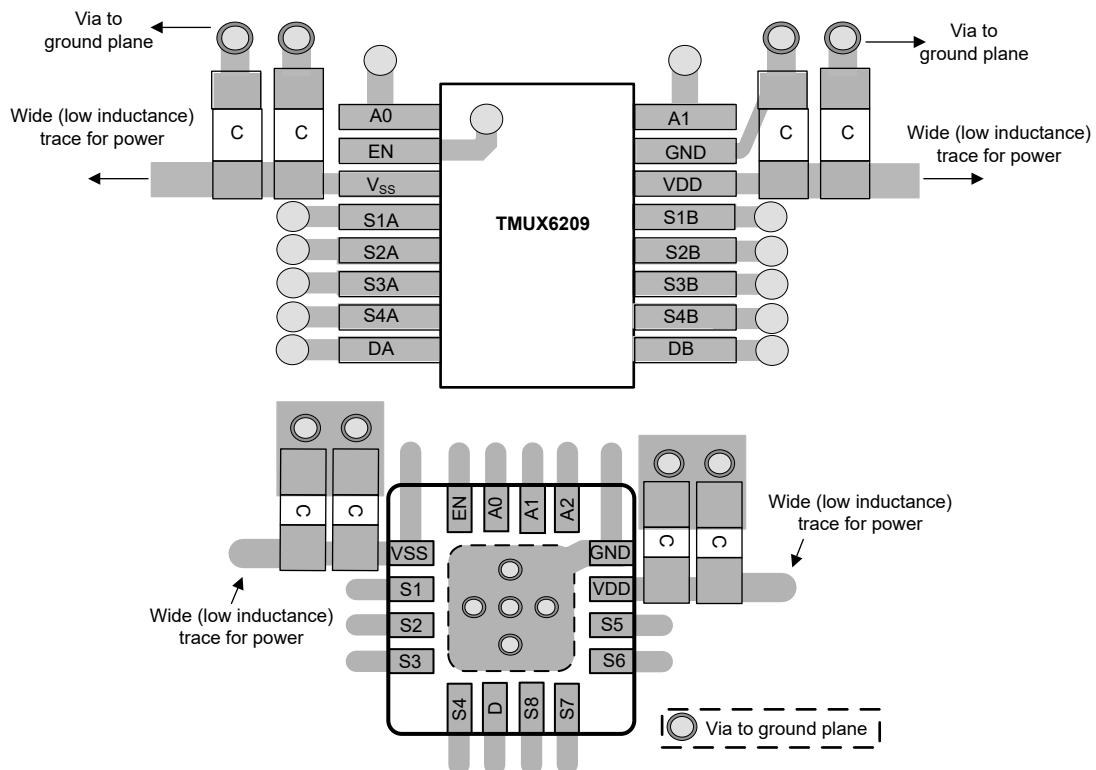 Via to
ground plane
Via to
ground plane
Wide (low inductance)
trace for power
C
C
A0
EN
VSS
S1A
S2A
S3A
S4A
DA
TMUX6209
A1
GND
VDD
S1B
S2B
S3B
S4B
DB
C
C
Wide (low inductance)
trace for power
C
C
EN
A0
A1
A2
VSS
S1
S2
S3
GND
VDD
S5
S6
S4
D
S8
S7
C
C
Wide (low inductance)
trace for power
Wide (low inductance)
trace for power
Via to ground plane